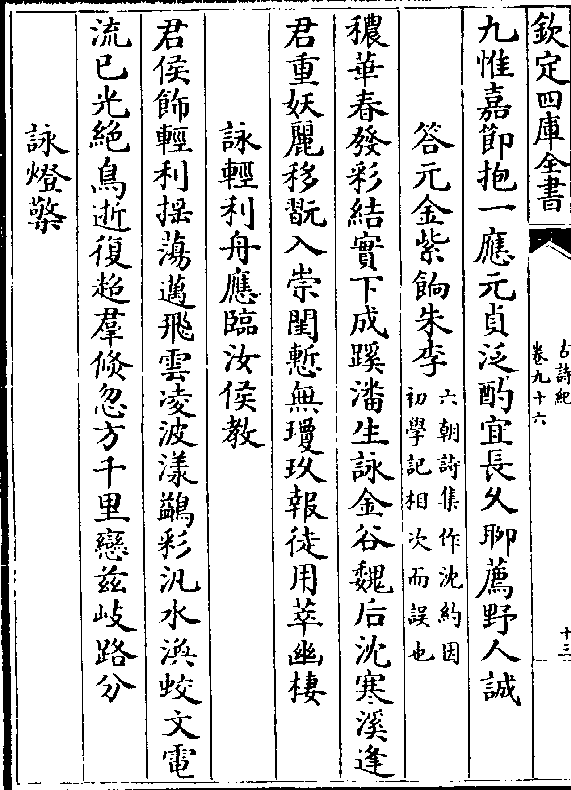 欽定四庫全書
古詩紀
卷九十六
十三
九惟嘉節抱一應元貞泛酌宜長久聊薦野人誠
答元金紫餉朱李
六朝詩集作沈約因
初學記相次而誤也
穠華春發彩結實下成蹊潘生詠金谷魏后沈寒溪逢
君重妖麗移翫入崇閨慙無瓊玖報徒用萃幽棲
詠輕利舟應臨汝侯教
君侯飾輕利摇蕩邁飛雲凌波漾鷁彩汎水渙蛟文電
流已光絶鳥逝復超羣倐忽方千里戀兹岐路分
詠燈檠